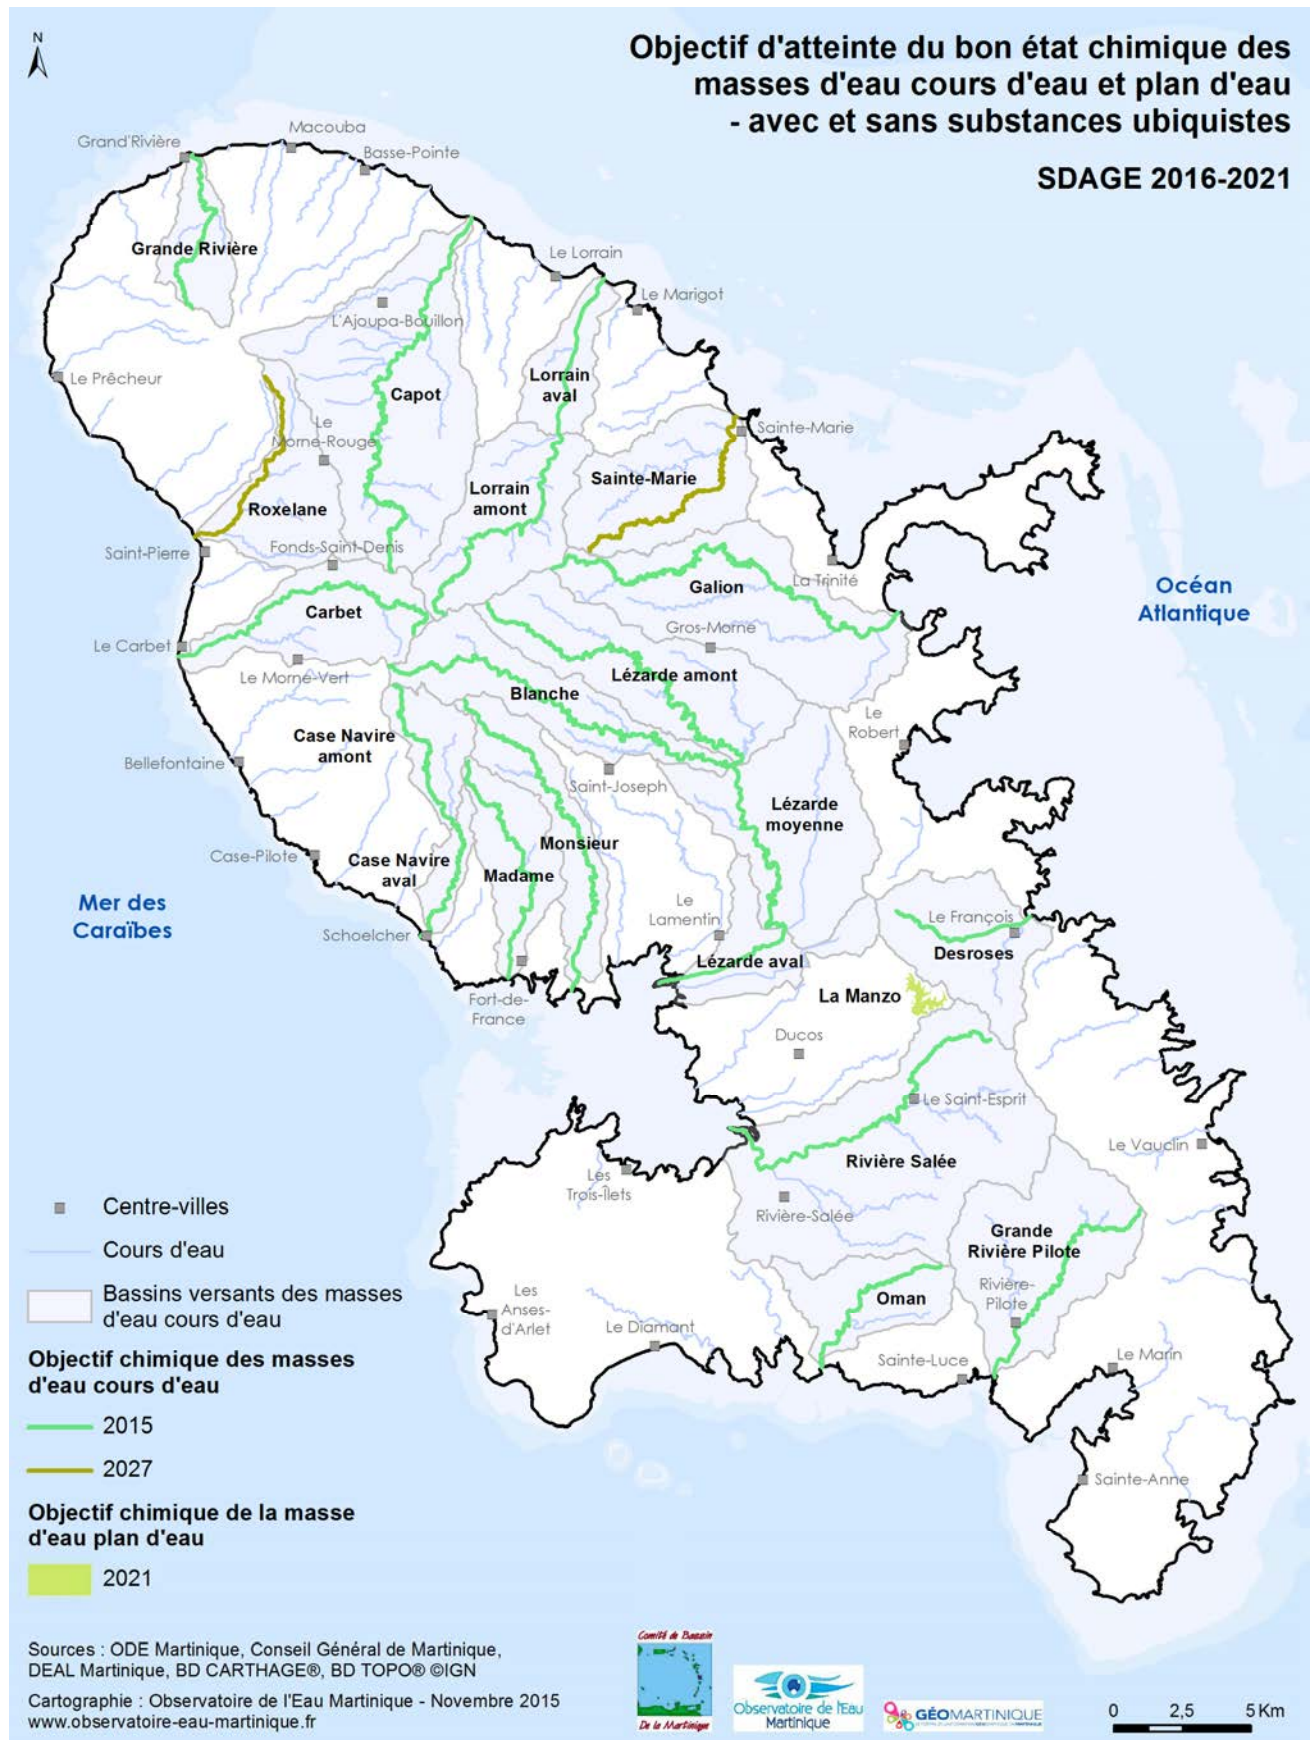 N
Objectif d'atteinte du bon état chimique des
masses d'eau cours d'eau et plan d'eau
- avec et sans substances ubiquistes
SDAGE 2016-2021
Grand'Rivière
Macouba
Basse-Pointe
Grande Rivière
Le Lorrain
Le Marigot
L'Ajoupa-Bouillon
Le Prêcheur
Capot
Lorrain
aval
Le
Morne-Rouge
Sainte-Marie
Sainte-Marie
Lorrain
amont
Roxelane
Saint-Pierre
Fonds-Saint-Denis
La Trinité
Galion
Océan
Atlantique
Carbet
Gros-Morne
Le Carbet
Le Morne-Vert
Lézarde amont
Blanche
Le
Robert
Case Navire
amont
Bellefontaine
Saint-Joseph
Lézarde
moyenne
Monsieur
Case-Pilote
Case Navire
aval
Madame
Mer des
Caraïbes
Le
Lamentin
Le François
Schoelcher
Desroses
Lézarde aval
La Manzo
Fort-de-
France
Ducos
Le Saint-Esprit
Le Vauclin
Rivière Salée
Les
Trois-Îlets
Rivière-Salée
Grande
Rivière Pilote
Rivière-
Pilote
Les
Anses-
d'Arlet
Oman
Le Diamant
Sainte-Luce
Le Marin
Sainte-Anne
Centre-villes
Cours d'eau
Bassins versants des masses
d'eau cours d'eau
Objectif chimique des masses
d'eau cours d'eau
2015
2027
Objectif chimique de la masse
d'eau plan d'eau
2021
Sources : ODE Martinique, Conseil Général de Martinique,
DEAL Martinique, BD CARTHAGE®, BD TOPO® ©IGN
Cartographie : Observatoire de l'Eau Martinique - Novembre 2015
www.observatoire-eau-martinique.fr
Comité de Bassin
De la Martinique
Observatoire de l'Eau
Martinique
GÉOMARTINIQUE
0 2,5 5 Km